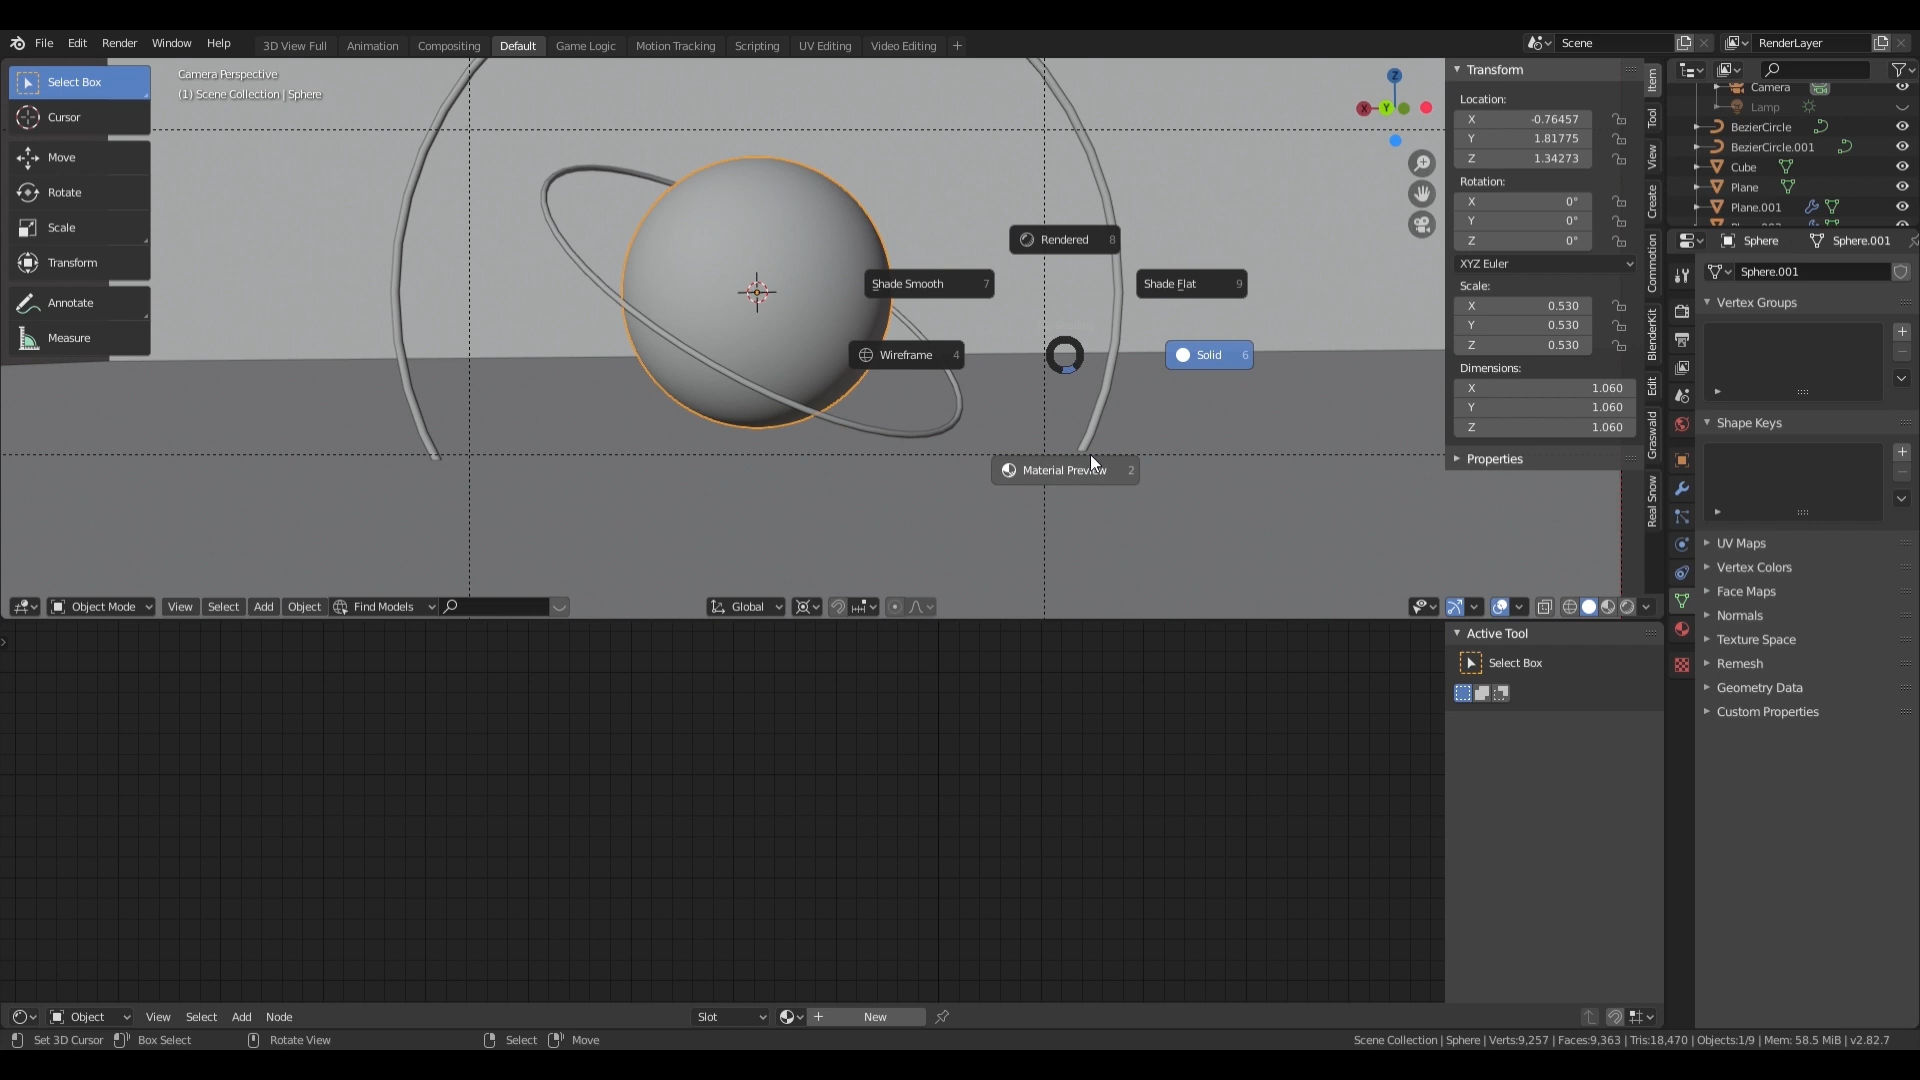 File Edit Render Window Help 3D View Full Animation Compositing Default Game Logic Motion Tracking Scripting UV Editing Video Editing + Scene RenderLayer
Select Box
Cursor
Move
Rotate
Scale
Transform
Annotate
Measure
Camera Perspective
(1) Scene Collection | Sphere
Rendered 8
Shade Smooth 7
Shade Flat 9
Wireframe 4
Solid 6
Material Preview 2
Z
X
Y
Transform
Location:
X -0.76457
Y 1.81775
Z 1.34273
Rotation:
X 0°
Y 0°
Z 0°
XYZ Euler
Scale:
X 0.530
Y 0.530
Z 0.530
Dimensions:
X 1.060
Y 1.060
Z 1.060
Properties
Item
Tool
View
Create
Commotion
BlenderKit
Edit
Graswald
Real Snow
Camera
Lamp
BezierCircle
BezierCircle.001
Cube
Plane
Plane.001
Sphere Sphere.001
Sphere.001
Vertex Groups
Shape Keys
UV Maps
Vertex Colors
Face Maps
Normals
Texture Space
Remesh
Geometry Data
Custom Properties
Object Mode View Select Add Object Find Models Global
Active Tool
Select Box
Object View Select Add Node Slot + New
Set 3D Cursor Box Select Rotate View Select Move Scene Collection | Sphere | Verts:9,257 | Faces:9,363 | Tris:18,470 | Objects:1/9 | Mem: 58.5 MiB | v2.82.7